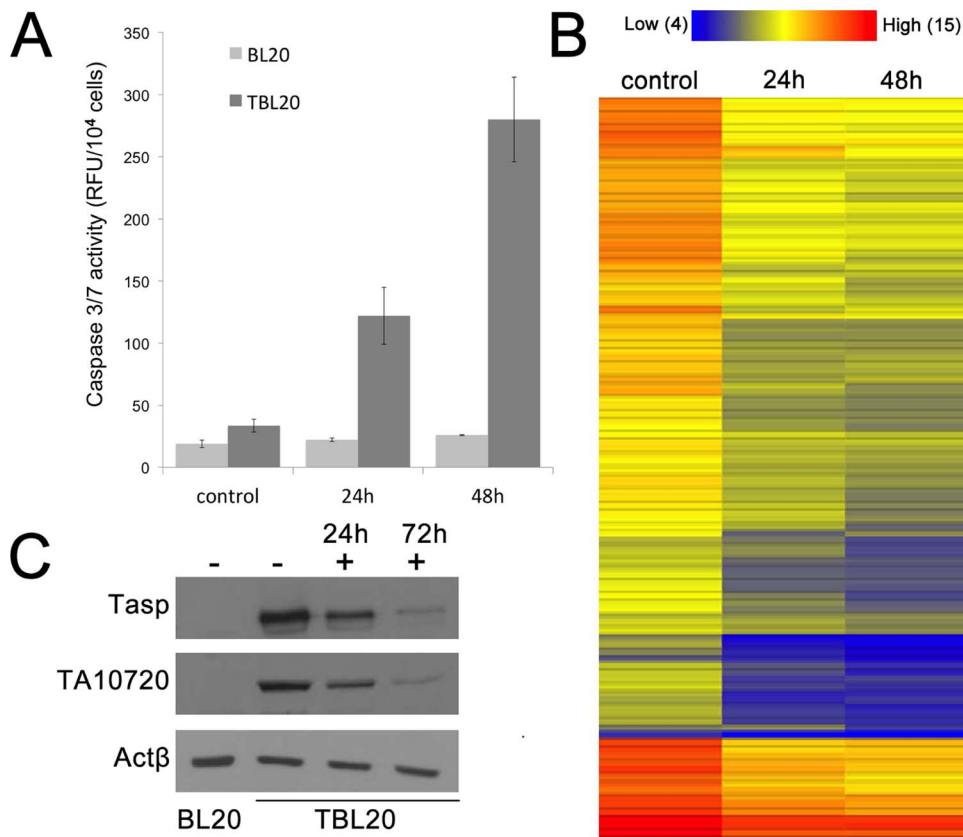 A
350
300
250
200
150
100
50
0
Caspase 3/7 activity (RFU/10⁴ cells)
BL20
TBL20
control 24h 48h
B
Low (4) High (15)
control 24h 48h
C
24h 72h
- - + +
Tasp
TA10720
Actβ
BL20 TBL20